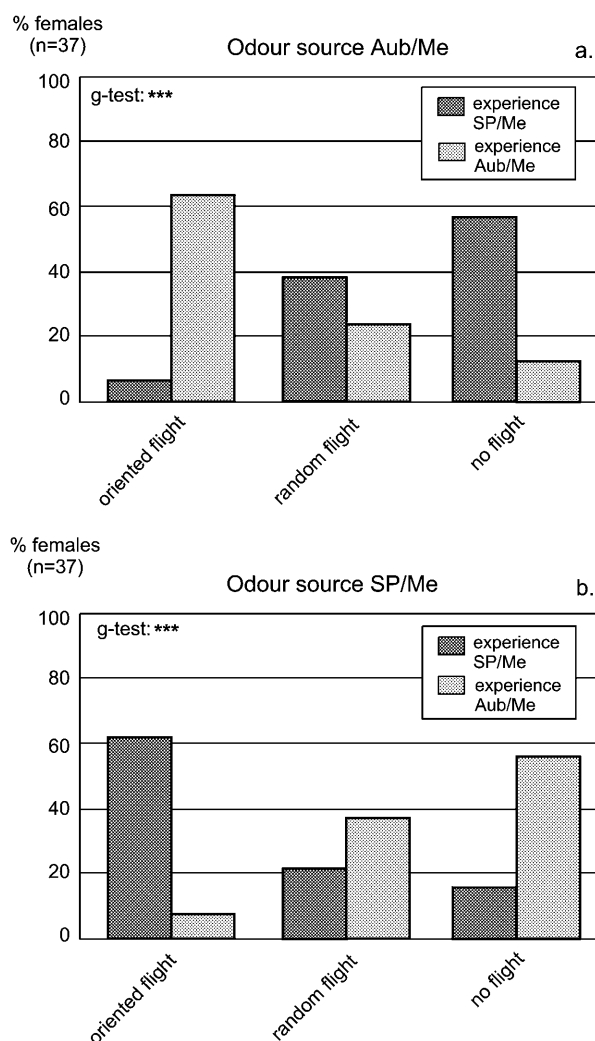 % females
(n=37)
Odour source Aub/Me
a.
100
g-test: ***
experience
SP/Me
experience
Aub/Me
80
60
40
20
0
oriented flight
random flight
no flight
% females
(n=37)
Odour source SP/Me
b.
100
g-test: ***
experience
SP/Me
experience
Aub/Me
80
60
40
20
0
oriented flight
random flight
no flight